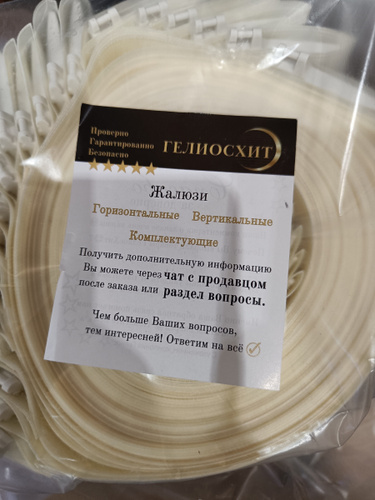 Проверно
Гарантированно
Безопасно
ГЕЛИОСХИТ
Жалюзи
Горизонтальные Вертикальные
Комплектующие
Получить дополнительную информацию
Вы можете через чат с продавцом
после заказа или раздел вопросы.
Чем больше Ваших вопросов,
тем интересней! Ответим на всё